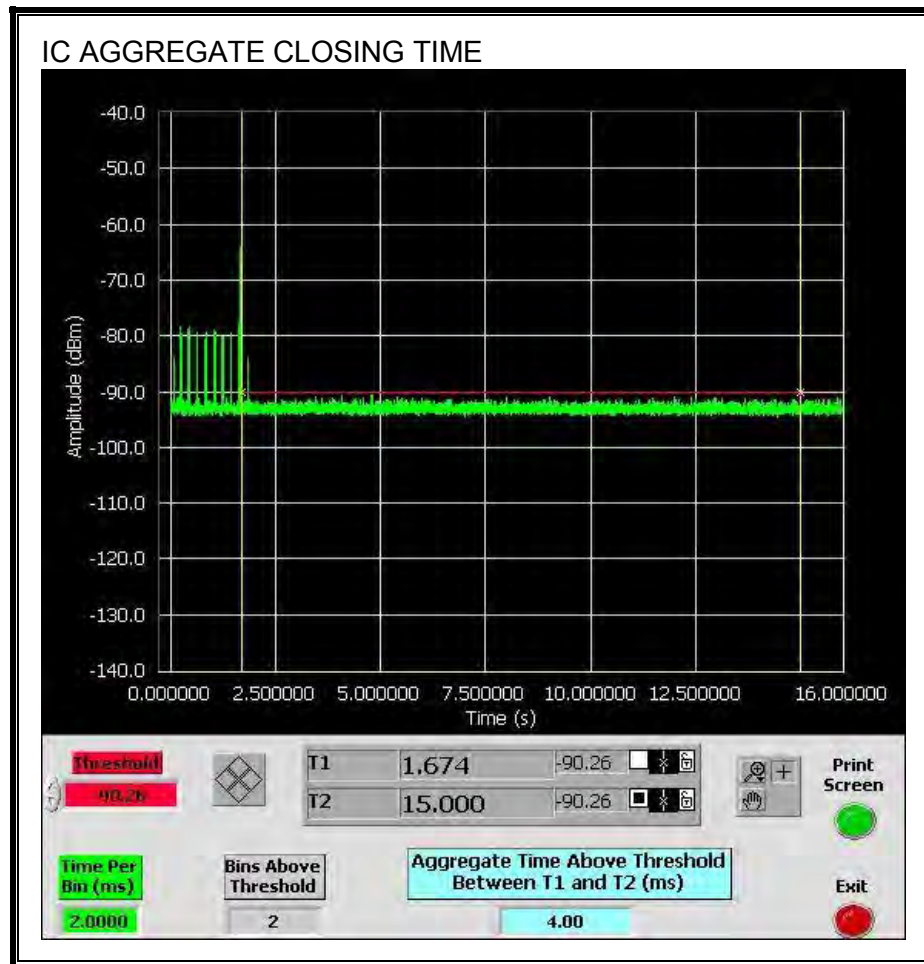 IC AGGREGATE CLOSING TIME
-40.0
-50.0
-60.0
-70.0
-80.0
-90.0
-100.0
-110.0
-120.0
-130.0
-140.0
Amplitude (dBm)
0.000000 2.500000 5.000000 7.500000 10.000000 12.500000 16.000000
Time (s)
Threshold
-90.26
T1 1.674 -90.26
T2 15.000 -90.26
Print
Screen
Time Per
Bin (ms)
2.0000
Bins Above
Threshold
2
Aggregate Time Above Threshold
Between T1 and T2 (ms)
4.00
Exit